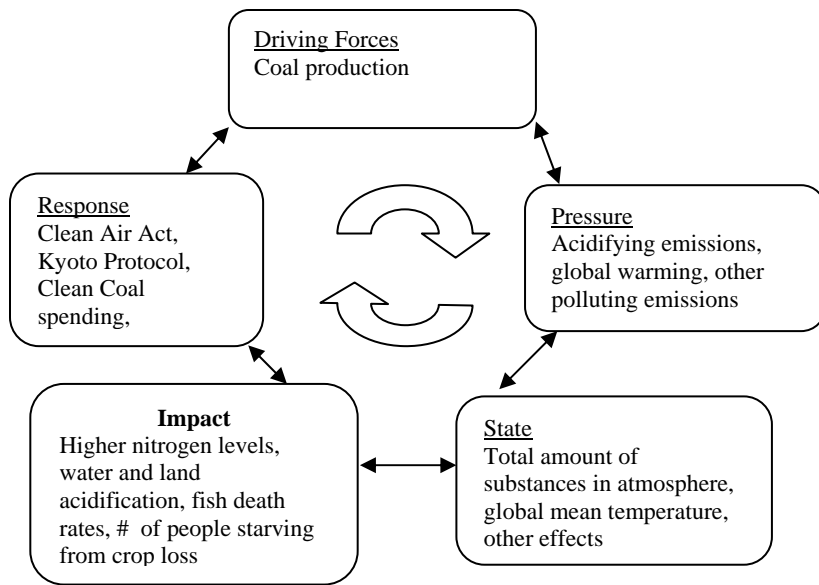 Driving Forces
Coal production
Response
Clean Air Act,
Kyoto Protocol,
Clean Coal
spending,
Pressure
Acidifying emissions,
global warming, other
polluting emissions
Impact
Higher nitrogen levels,
water and land
acidification, fish death
rates, # of people starving
from crop loss
State
Total amount of
substances in atmosphere,
global mean temperature,
other effects